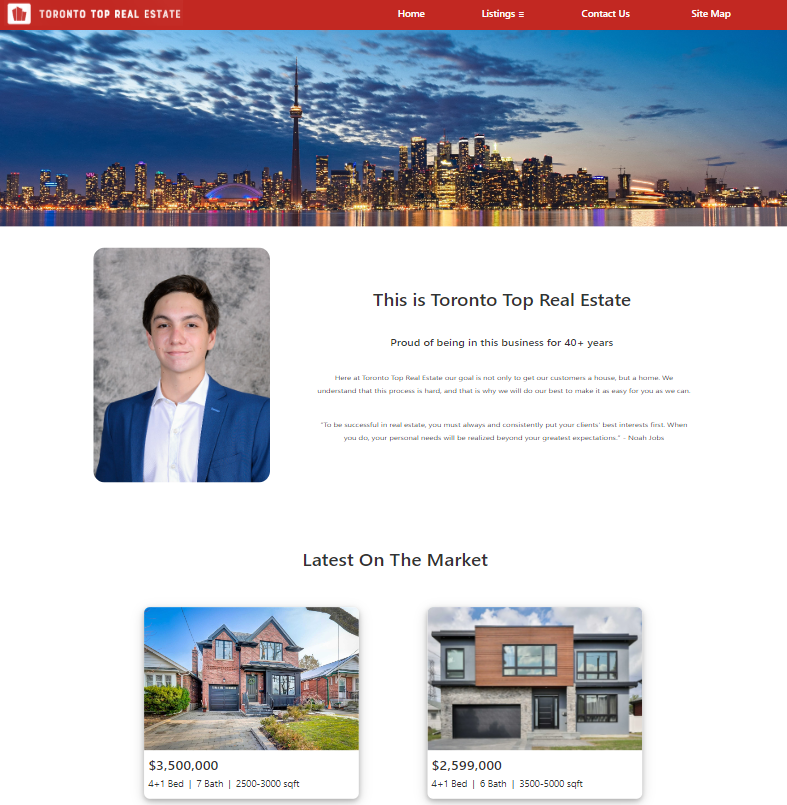 TORONTO TOP REAL ESTATE
Home
Listings ≡
Contact Us
Site Map
This is Toronto Top Real Estate
Proud of being in this business for 40+ years
Here at Toronto Top Real Estate our goal is not only to get our customers a house, but a home. We
understand that this process is hard, and that is why we will do our best to make it as easy for you as we can.
"To be successful in real estate, you must always and consistently put your clients' best interests first. When
you do, your personal needs will be realized beyond your greatest expectations." - Noah Jobs
Latest On The Market
$3,500,000
4+1 Bed | 7 Bath | 2500-3000 sqft
$2,599,000
4+1 Bed | 6 Bath | 3500-5000 sqft